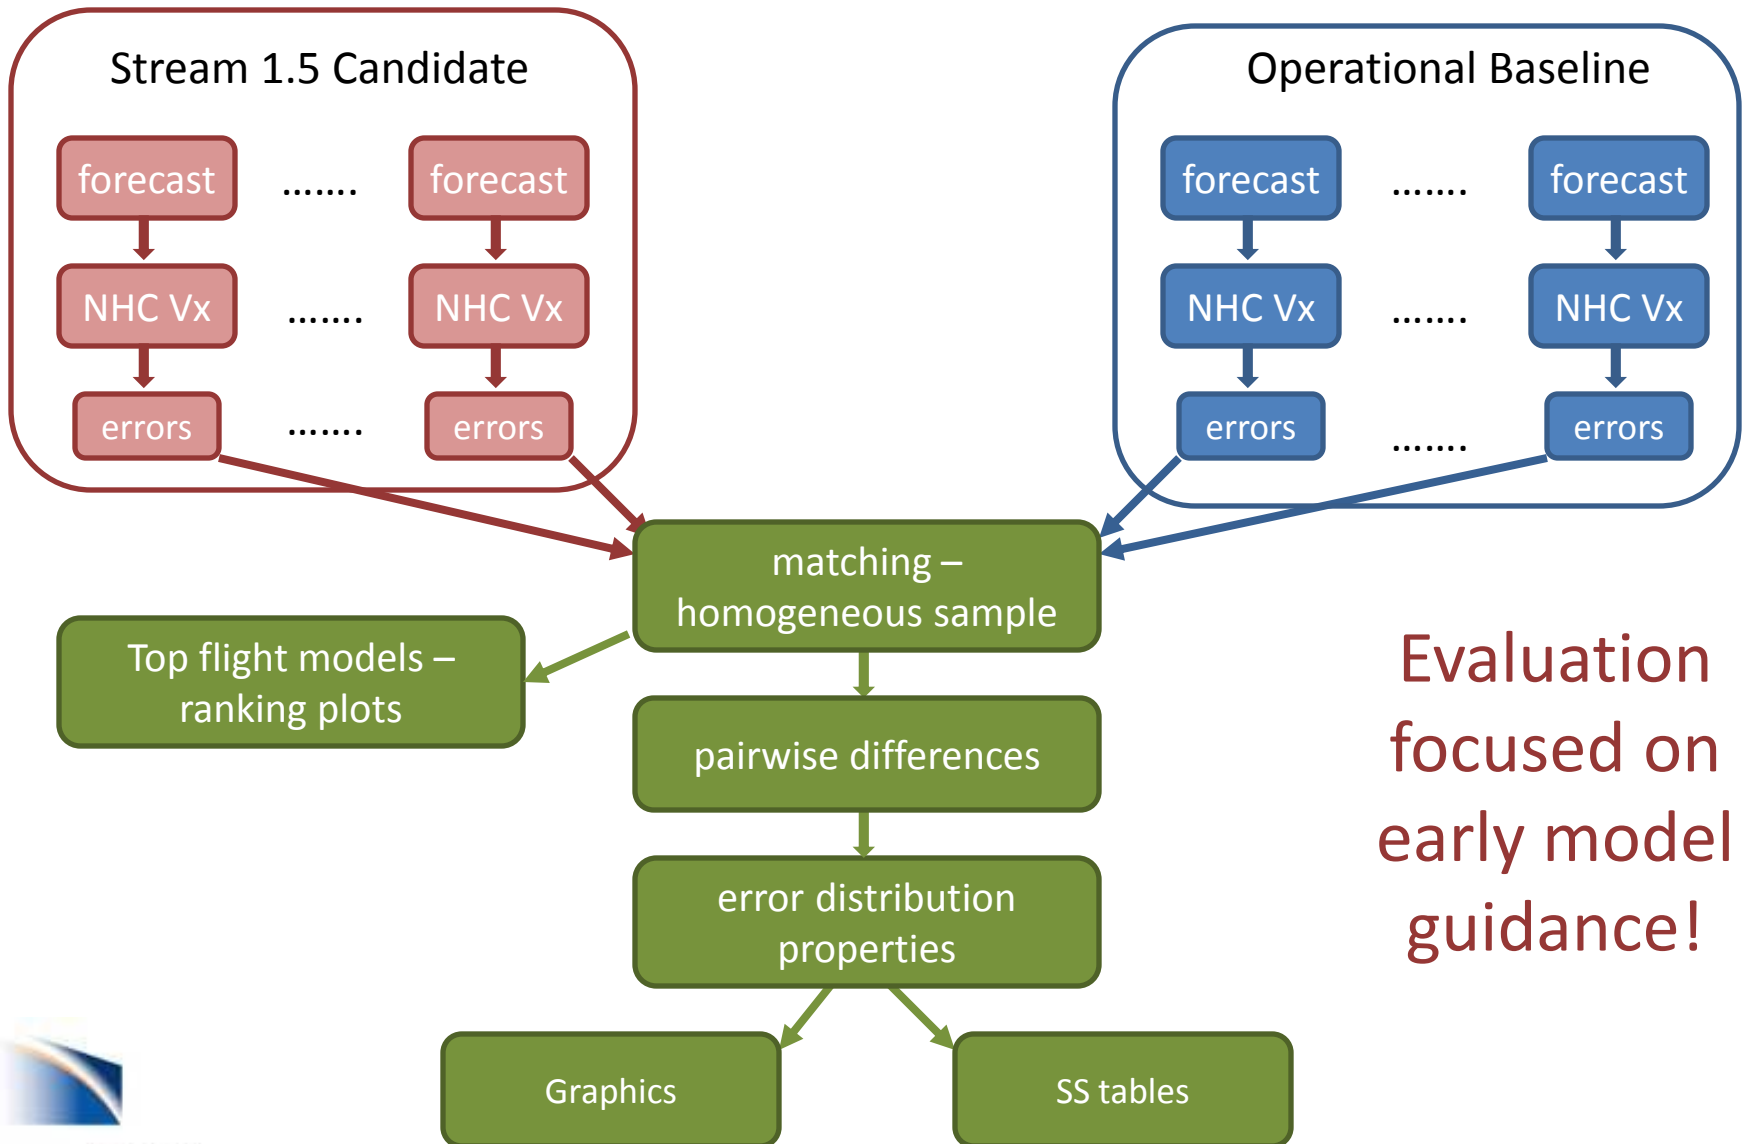 Stream 1.5 Candidate
Operational Baseline
forecast ....... forecast
forecast ....... forecast
NHC Vx ....... NHC Vx
NHC Vx ....... NHC Vx
errors ....... errors
errors ....... errors
matching –
homogeneous sample
Top flight models –
ranking plots
pairwise differences
error distribution
properties
Graphics
SS tables
Evaluation
focused on
early model
guidance!